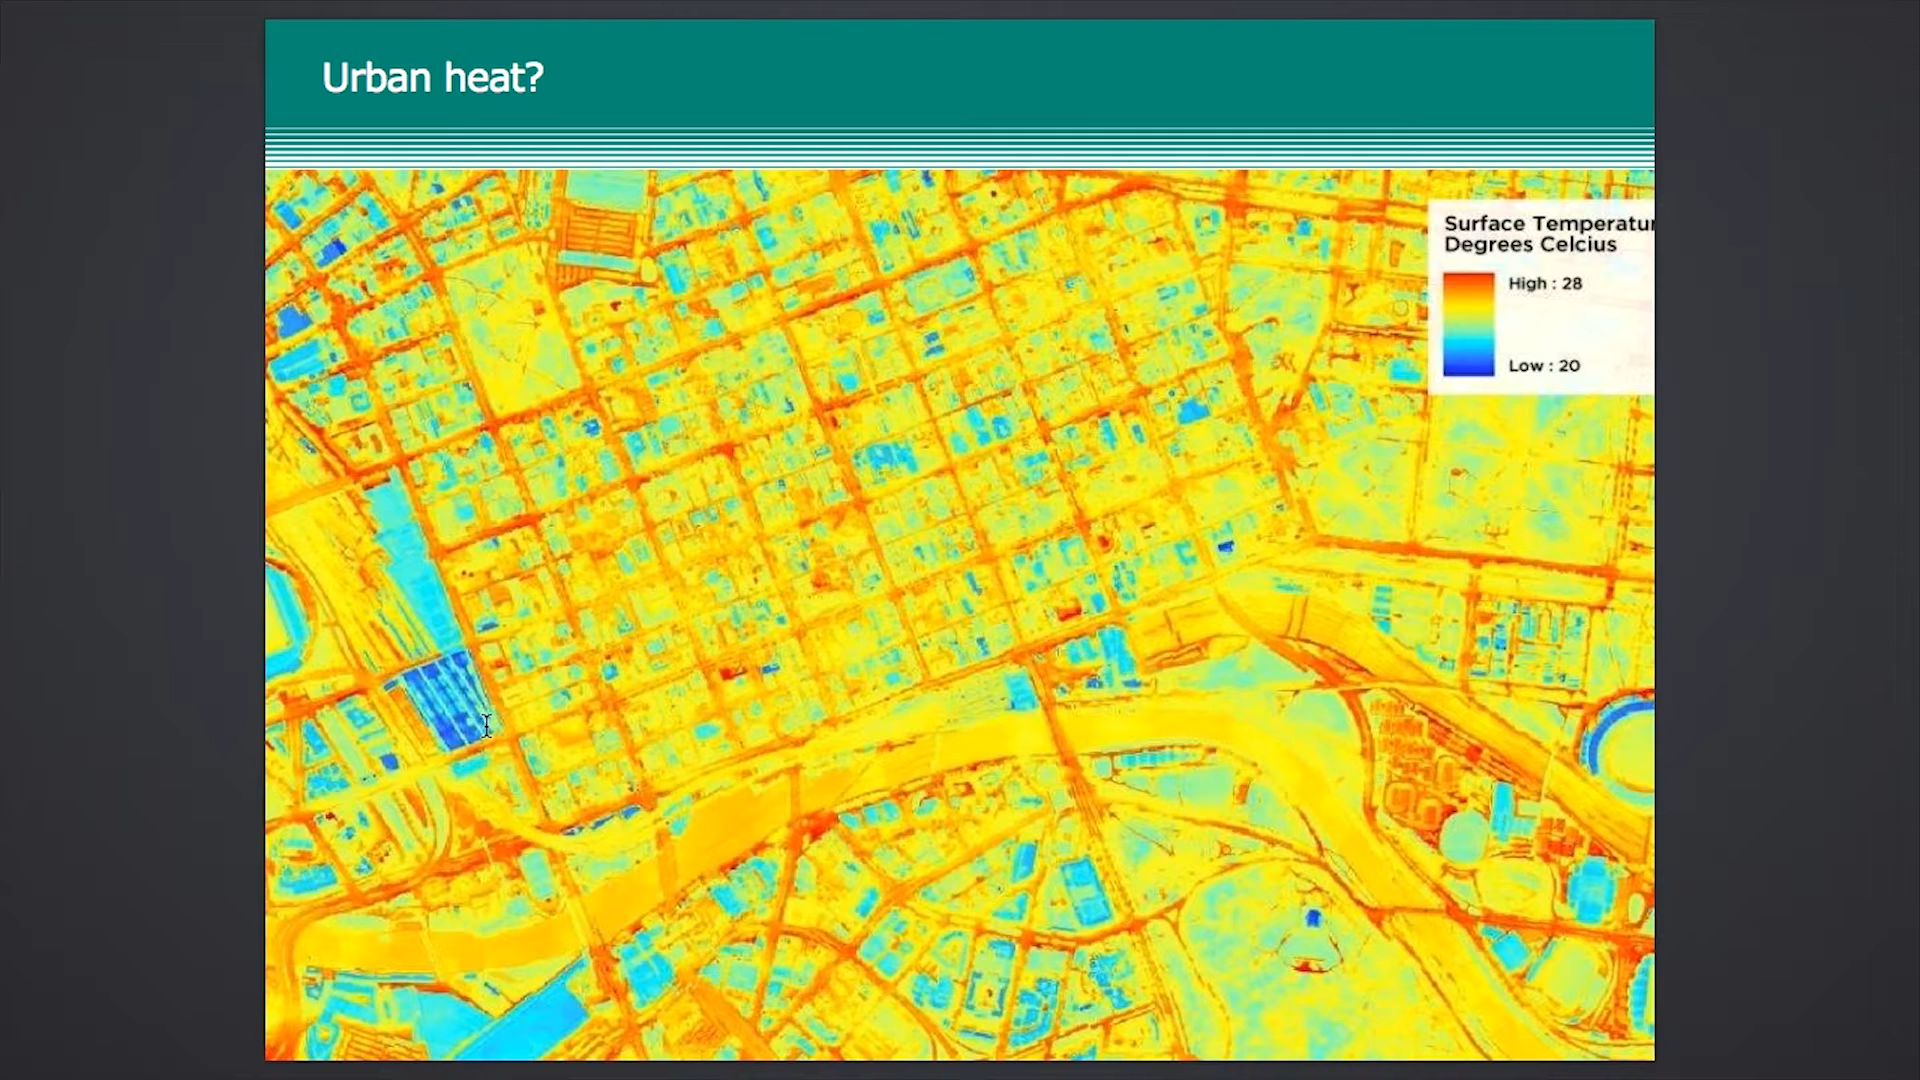 Urban heat?
Surface Temperatur
Degrees Celcius
High : 28
Low : 20